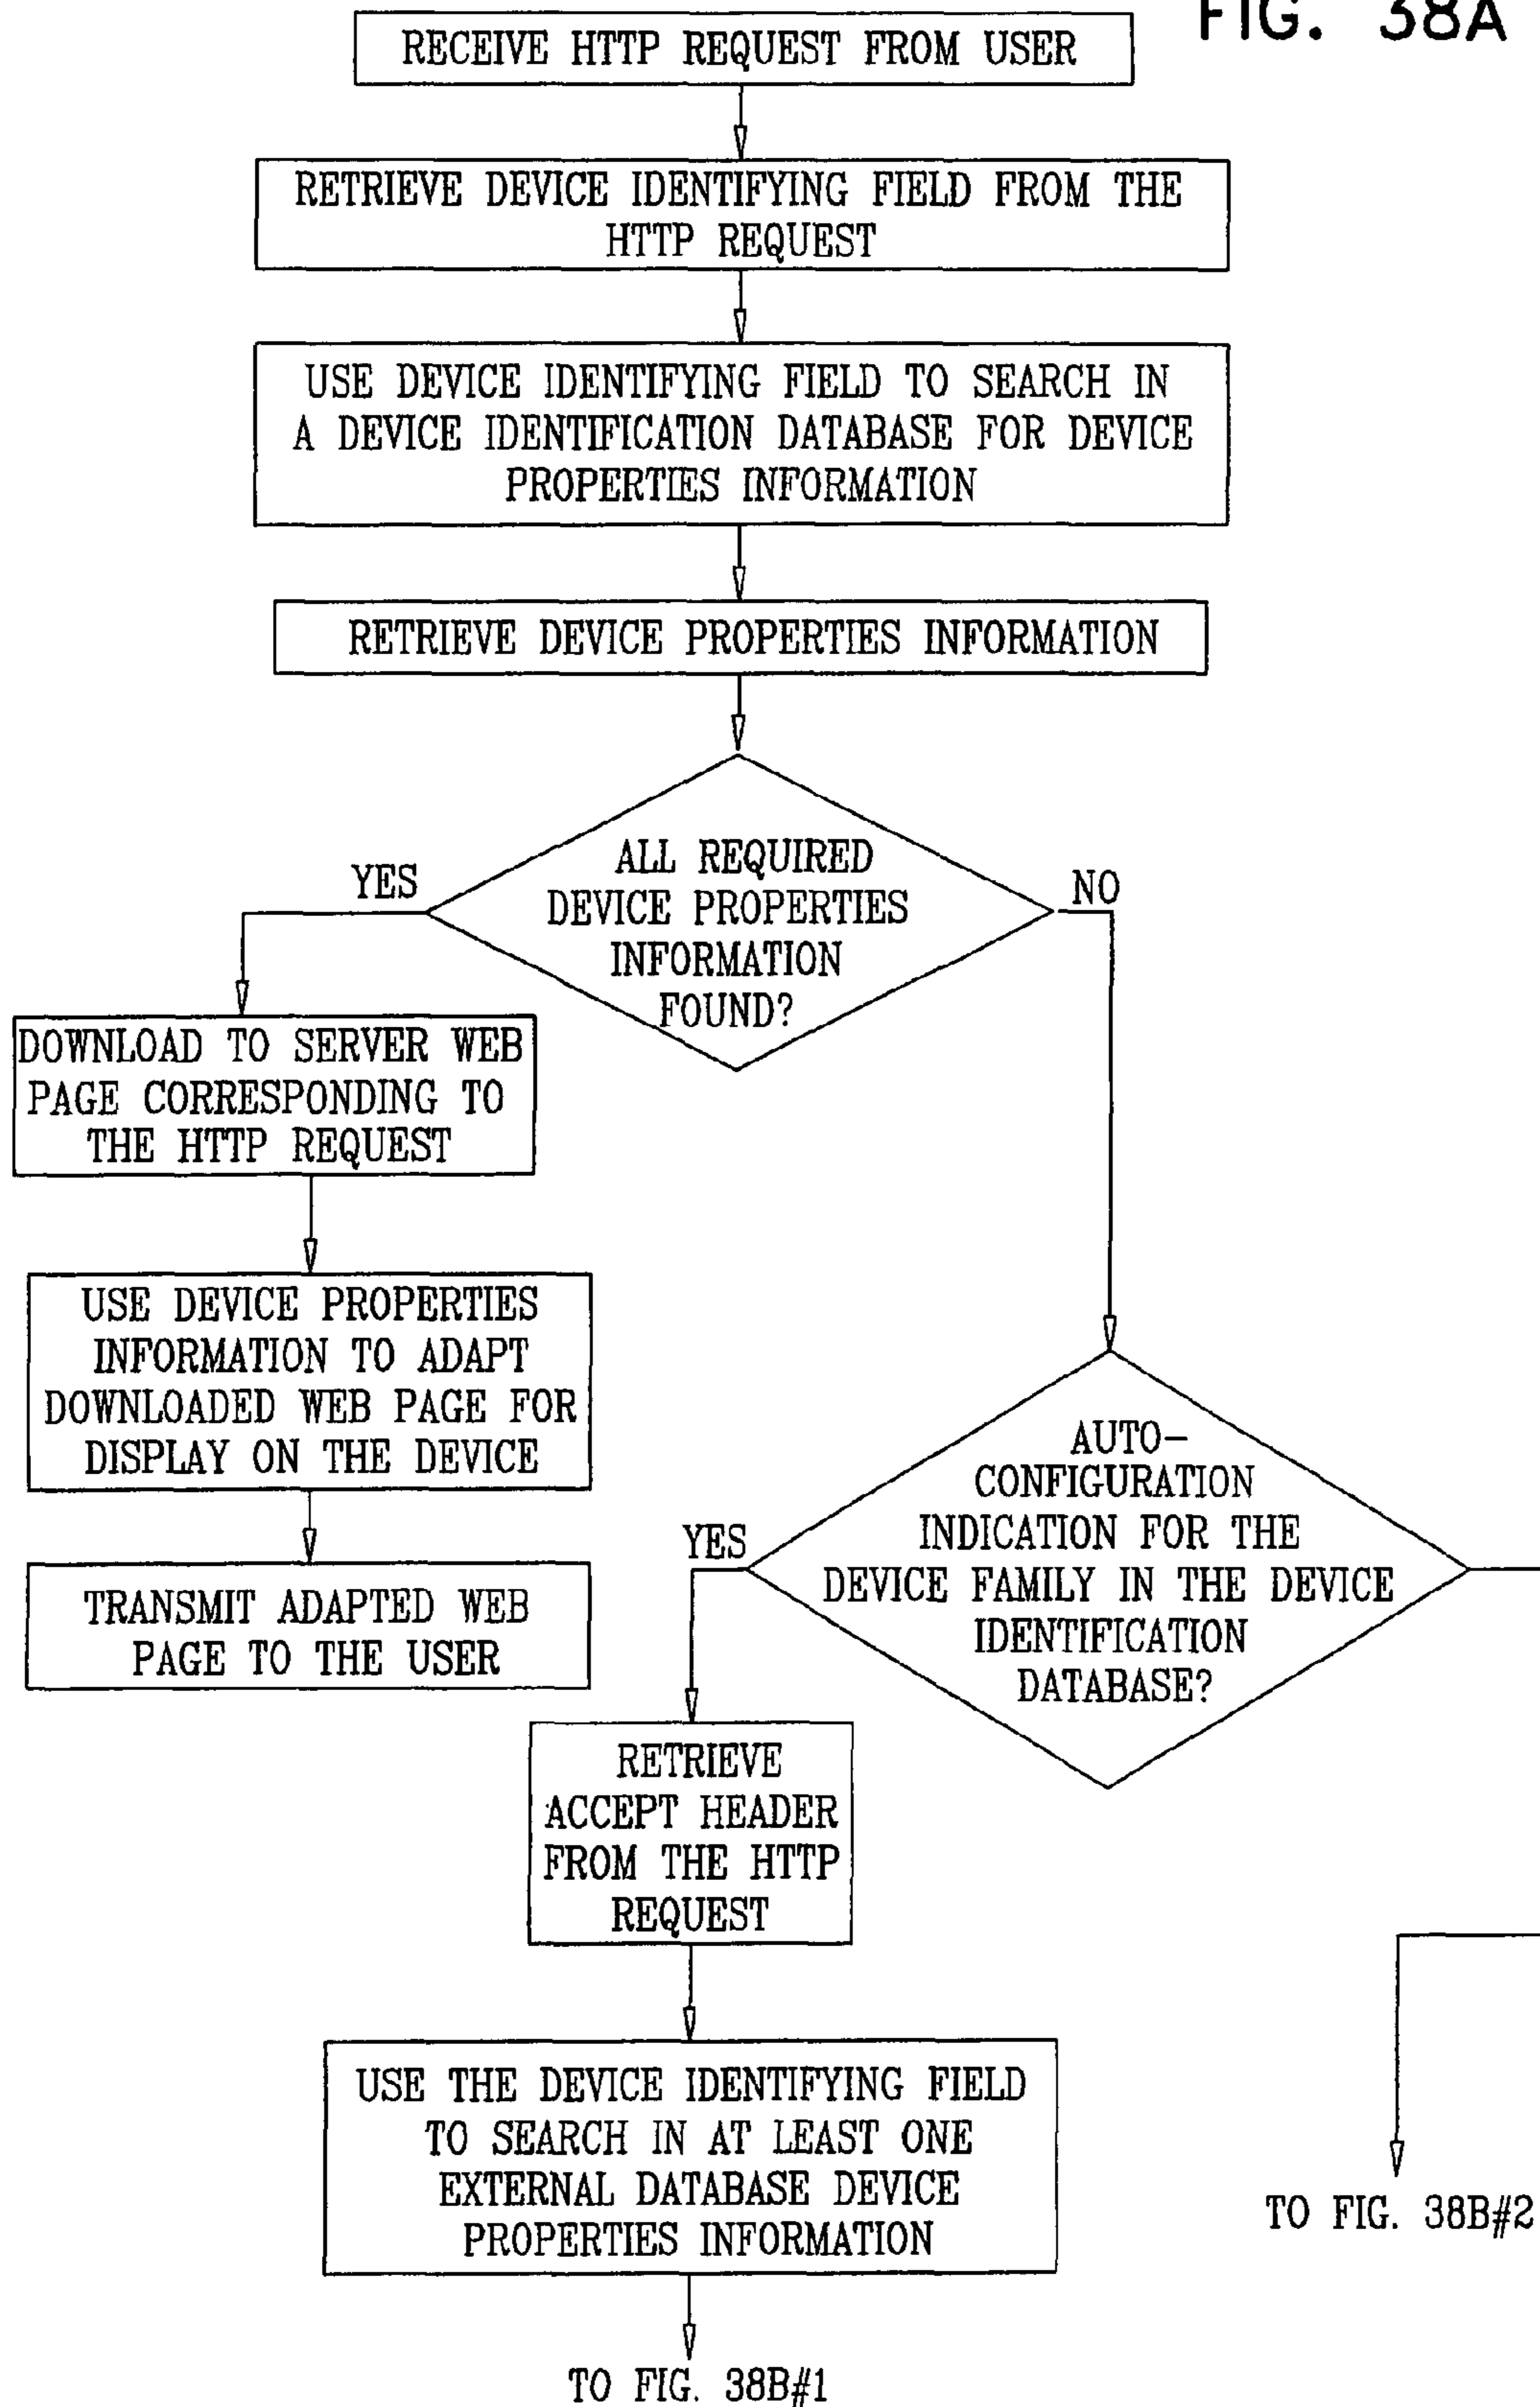 FIG. 38A
RECEIVE HTTP REQUEST FROM USER
RETRIEVE DEVICE IDENTIFYING FIELD FROM THE
HTTP REQUEST
USE DEVICE IDENTIFYING FIELD TO SEARCH IN
A DEVICE IDENTIFICATION DATABASE FOR DEVICE
PROPERTIES INFORMATION
RETRIEVE DEVICE PROPERTIES INFORMATION
ALL REQUIRED
DEVICE PROPERTIES
INFORMATION
FOUND?
YES
NO
DOWNLOAD TO SERVER WEB
PAGE CORRESPONDING TO
THE HTTP REQUEST
USE DEVICE PROPERTIES
INFORMATION TO ADAPT
DOWNLOADED WEB PAGE FOR
DISPLAY ON THE DEVICE
TRANSMIT ADAPTED WEB
PAGE TO THE USER
AUTO-
CONFIGURATION
INDICATION FOR THE
DEVICE FAMILY IN THE DEVICE
IDENTIFICATION
DATABASE?
YES
RETRIEVE
ACCEPT HEADER
FROM THE HTTP
REQUEST
USE THE DEVICE IDENTIFYING FIELD
TO SEARCH IN AT LEAST ONE
EXTERNAL DATABASE DEVICE
PROPERTIES INFORMATION
TO FIG. 38B#1
TO FIG. 38B#2